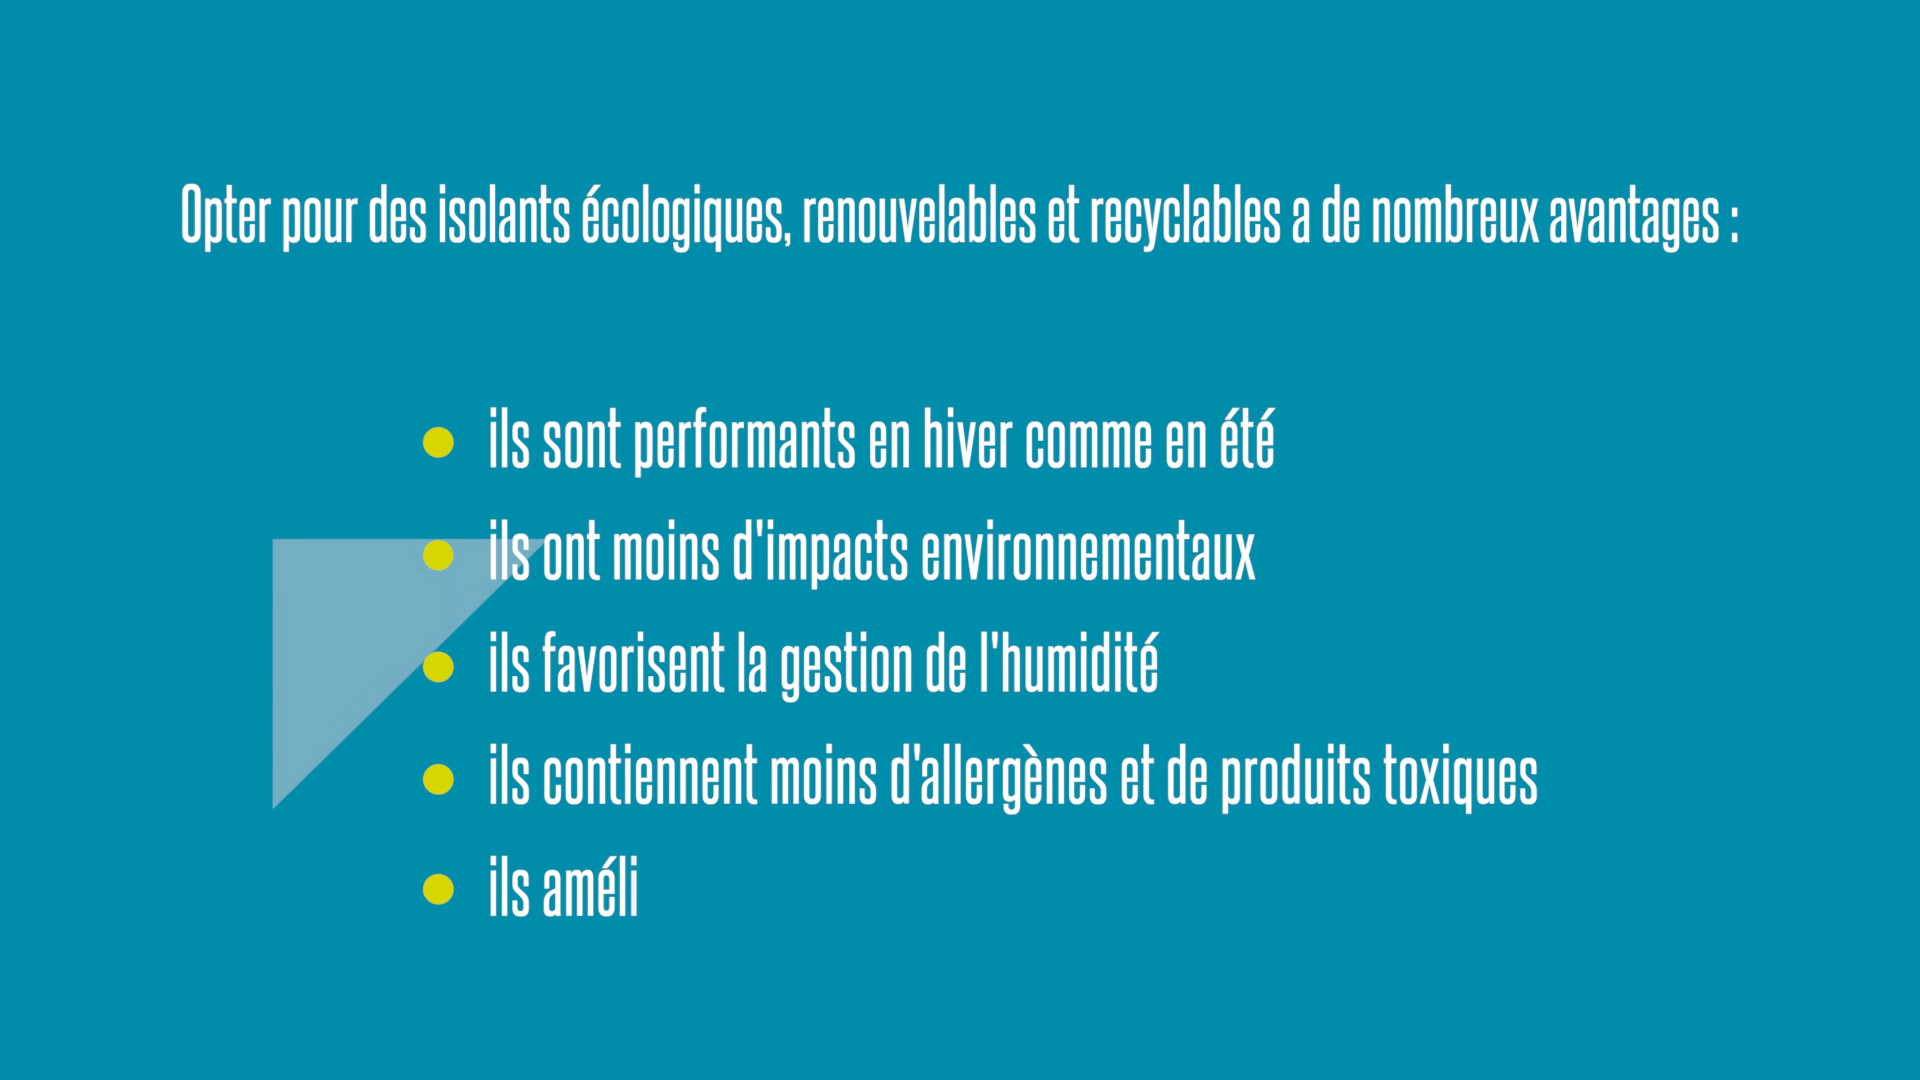 Opter pour des isolants écologiques, renouvelables et recyclables a de nombreux avantages :
ils sont performants en hiver comme en été
ils ont moins d'impacts environnementaux
ils favorisent la gestion de l'humidité
ils contiennent moins d'allergènes et de produits toxiques
ils améli